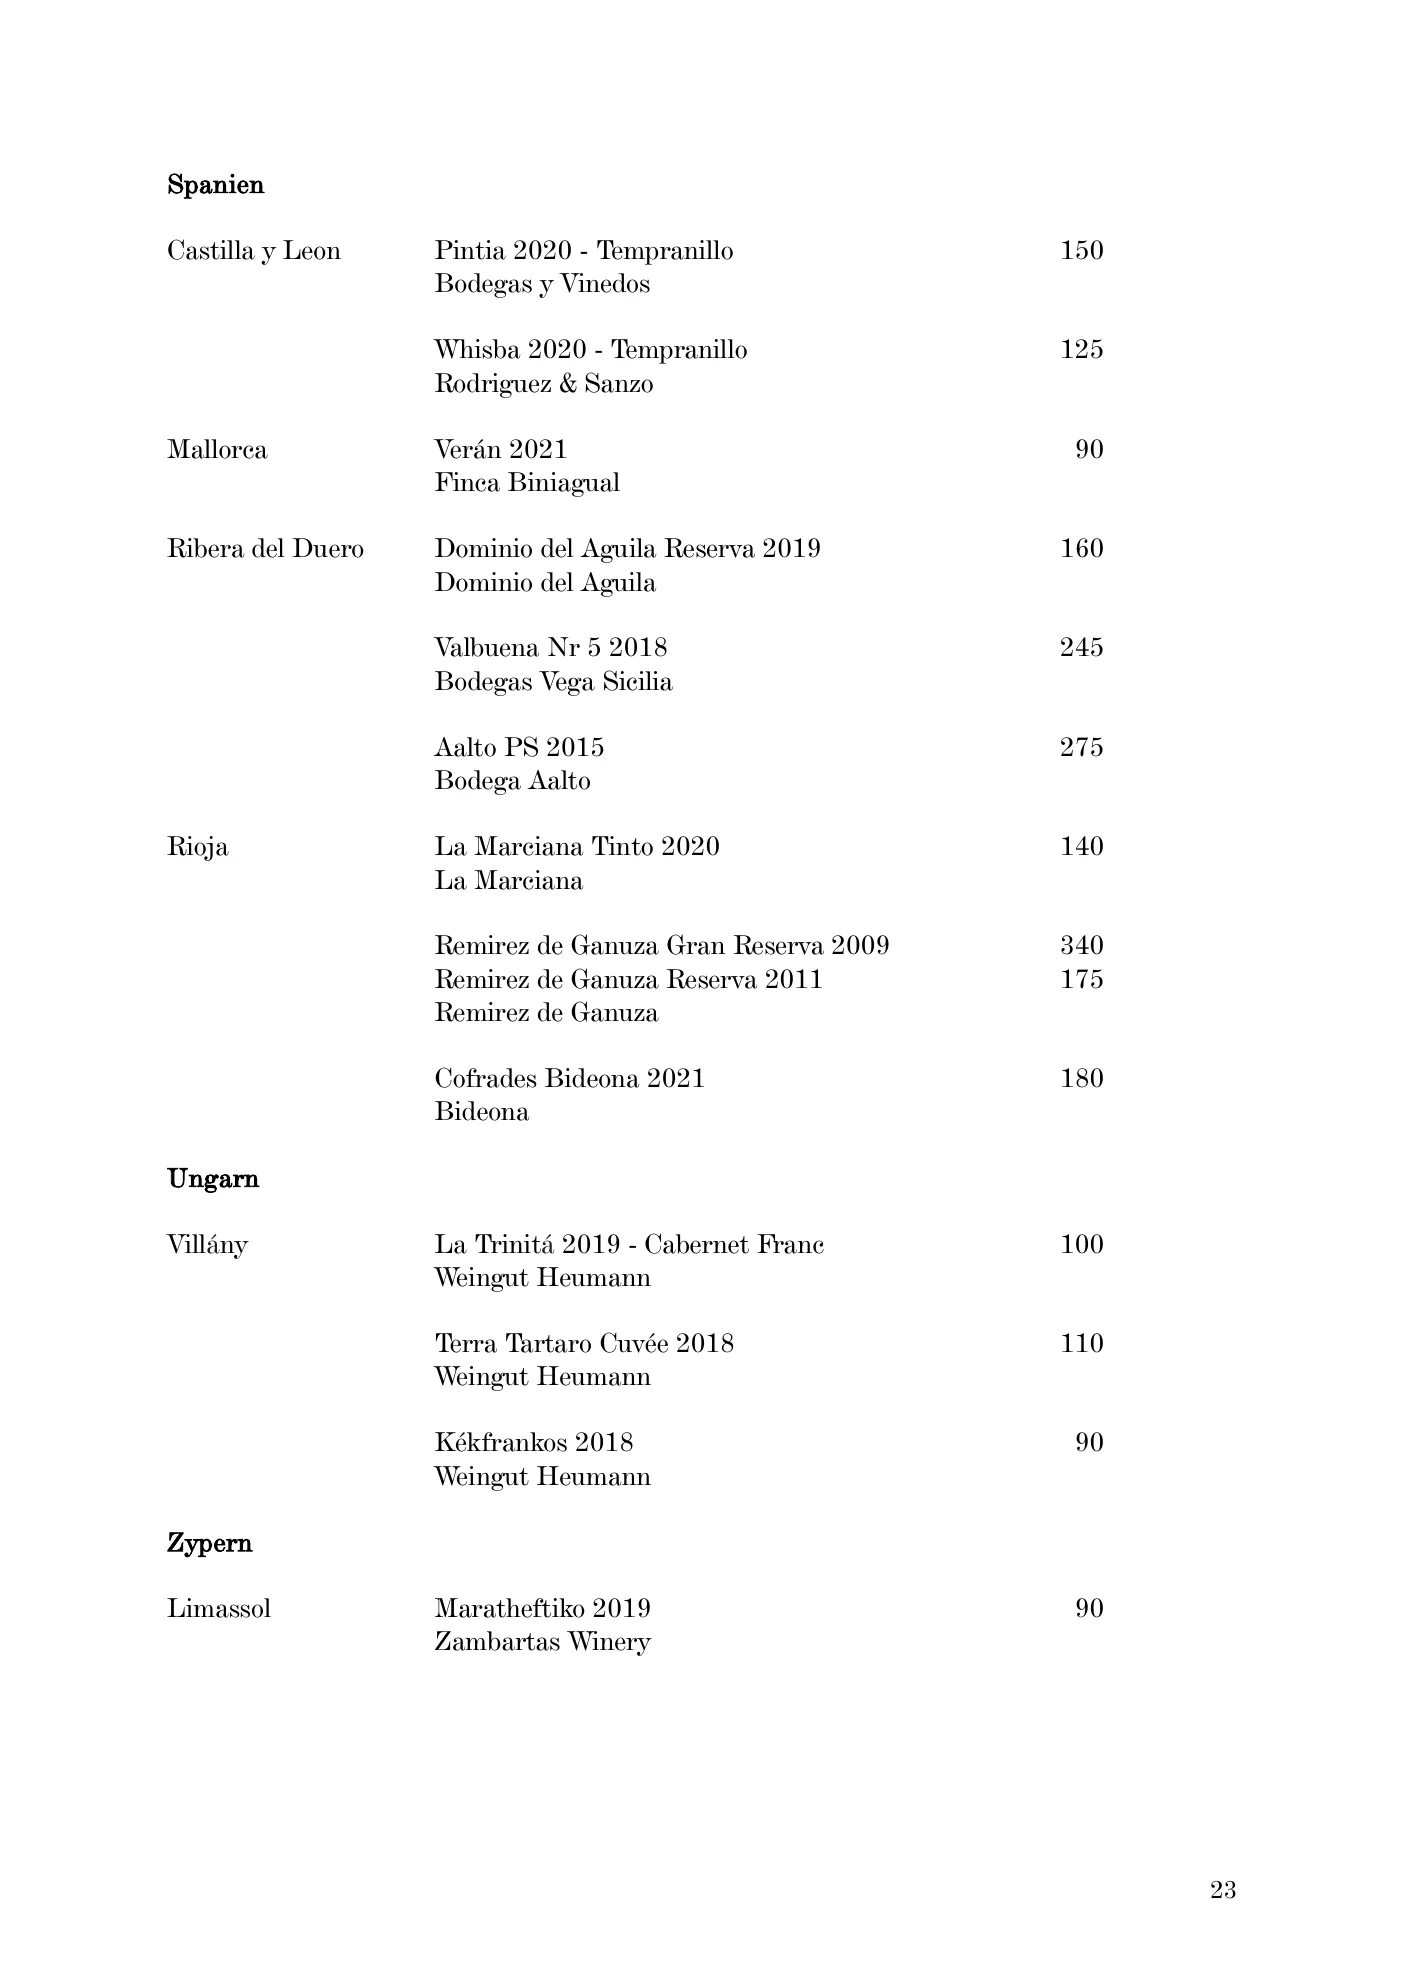 Spanien
Castilla y Leon Pintia 2020 - Tempranillo 150
Bodegas y Vinedos
Whisba 2020 - Tempranillo 125
Rodriguez & Sanzo
Mallorca Verán 2021 90
Finca Biniagual
Ribera del Duero Dominio del Aguila Reserva 2019 160
Dominio del Aguila
Valbuena Nr 5 2018 245
Bodegas Vega Sicilia
Aalto PS 2015 275
Bodega Aalto
Rioja La Marciana Tinto 2020 140
La Marciana
Remirez de Ganuza Gran Reserva 2009 340
Remirez de Ganuza Reserva 2011 175
Remirez de Ganuza
Cofrades Bideona 2021 180
Bideona
Ungarn
Villány La Trinitá 2019 - Cabernet Franc 100
Weingut Heumann
Terra Tartaro Cuvée 2018 110
Weingut Heumann
Kékfrankos 2018 90
Weingut Heumann
Zypern
Limassol Maratheftiko 2019 90
Zambartas Winery
23